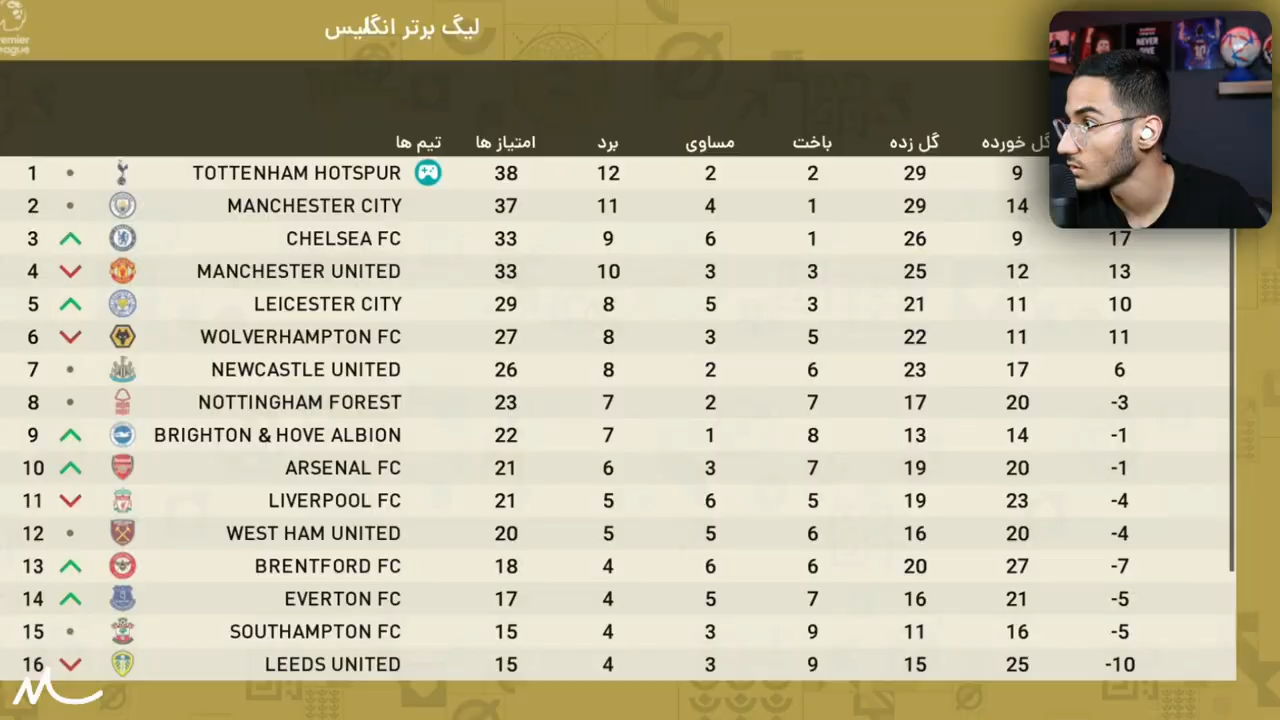 Premier League
لیگ برتر انگلیس
NEVER GIVE
تیم ها امتیاز ها برد مساوی باخت گل زده گل خورده
1 TOTTENHAM HOTSPUR 38 12 2 2 29 9
2 MANCHESTER CITY 37 11 4 1 29 14
3 CHELSEA FC 33 9 6 1 26 9 17
4 MANCHESTER UNITED 33 10 3 3 25 12 13
5 LEICESTER CITY 29 8 5 3 21 11 10
6 WOLVERHAMPTON FC 27 8 3 5 22 11 11
7 NEWCASTLE UNITED 26 8 2 6 23 17 6
8 NOTTINGHAM FOREST 23 7 2 7 17 20 -3
9 BRIGHTON & HOVE ALBION 22 7 1 8 13 14 -1
10 ARSENAL FC 21 6 3 7 19 20 -1
11 LIVERPOOL FC 21 5 6 5 19 23 -4
12 WEST HAM UNITED 20 5 5 6 16 20 -4
13 BRENTFORD FC 18 4 6 6 20 27 -7
14 EVERTON FC 17 4 5 7 16 21 -5
15 SOUTHAMPTON FC 15 4 3 9 11 16 -5
16 LEEDS UNITED 15 4 3 9 15 25 -10